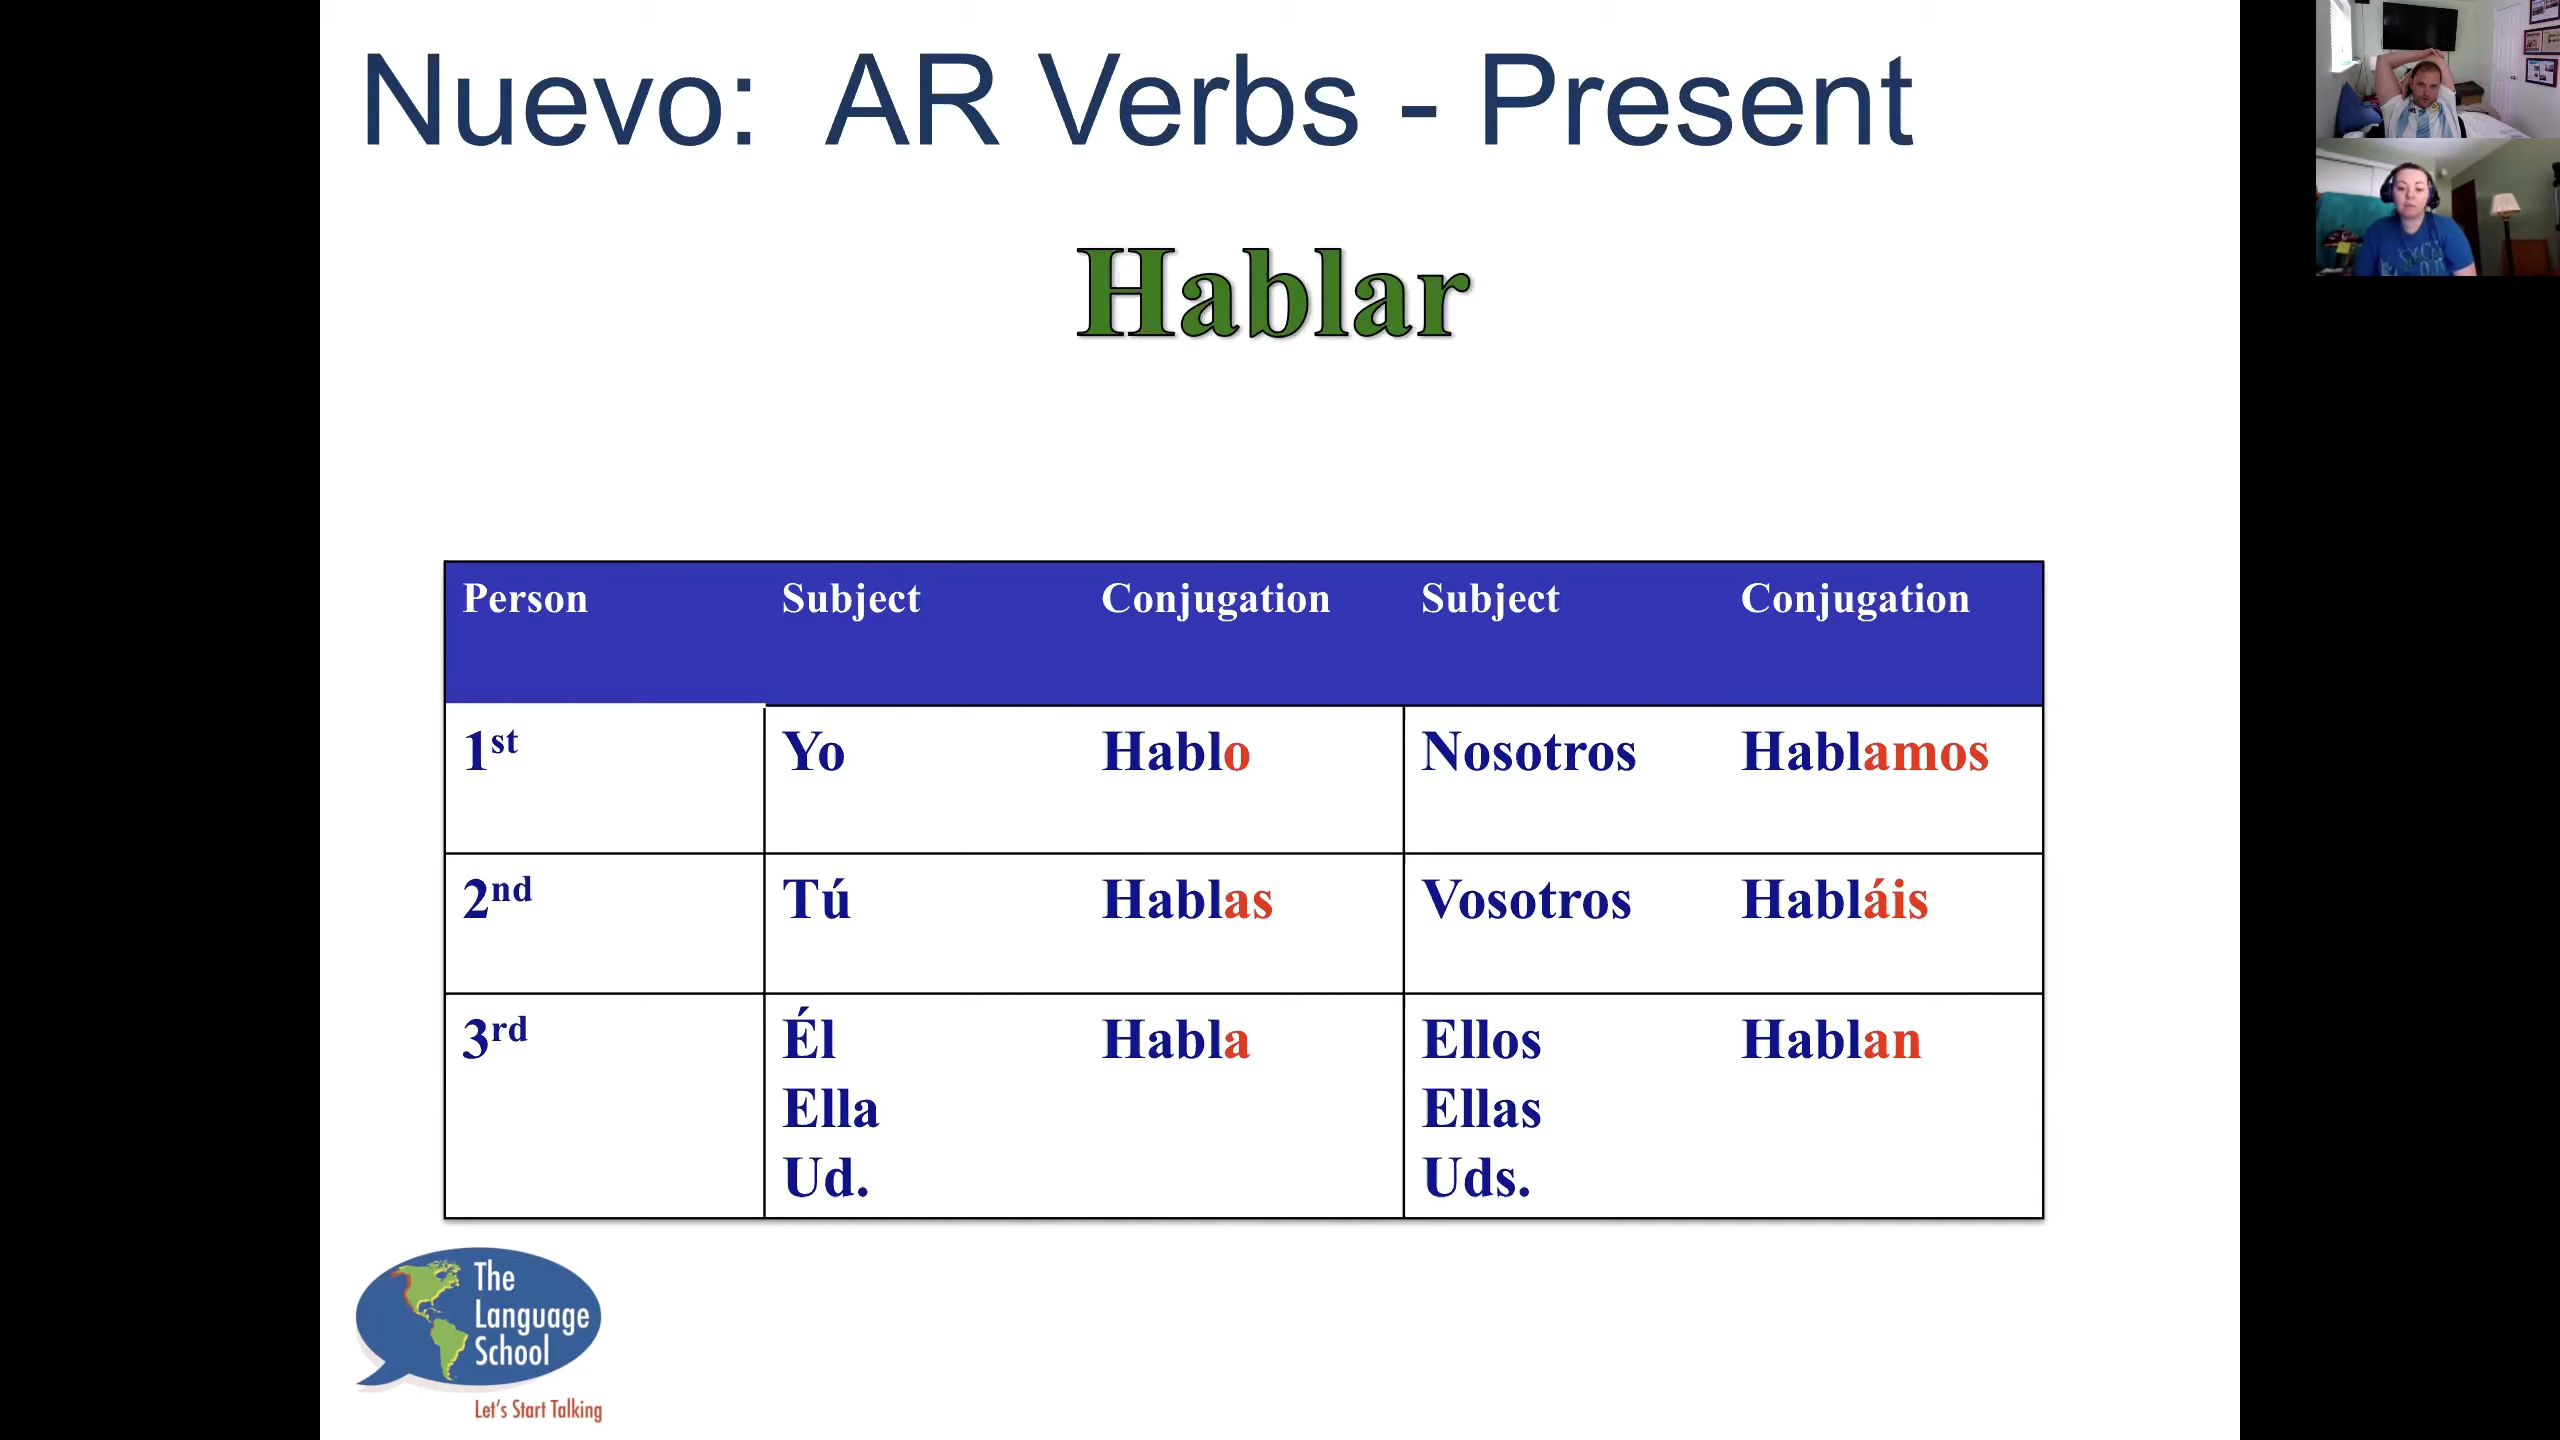 Nuevo: AR Verbs - Present
Hablar
Person Subject Conjugation Subject Conjugation
1st Yo Hablo Nosotros Hablamos
2nd Tú Hablas Vosotros Habláis
3rd Él Habla Ellos Hablan
Ella Ellas
Ud. Uds.
The
Language
School
Let's Start Talking